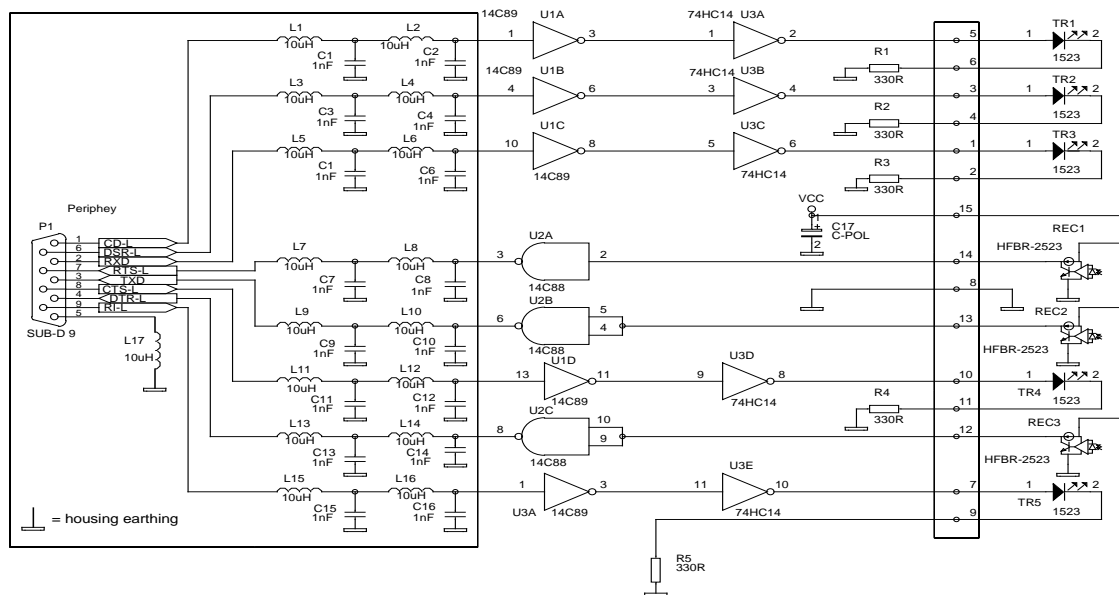 14C89 U1A 74HC14 U3A TR1
L1 L2 1 3 1 2 5 1 2
10uH C1 10uH C2 R1 6 1523
1nF 1nF 14C89 U1B 74HC14 U3B 330R TR2
L3 L4 4 6 3 4 3 1 2
10uH C3 10uH C4 R2 4 1523
1nF 1nF U1C U3C 330R TR3
L5 L6 10 8 5 6 1 1 2
10uH C1 10uH C6 14C89 74HC14 R3 2 1523
1nF 1nF 330R
Periphey VCC 15
P1 1 + C17 REC1
1 CD-L U2A C-POL
6 DSR-L L7 L8 3 2 2 14 HFBR-2523
2 RXD
7 RTS-L 10uH C7 10uH C8 14C88
3 TXD 1nF 1nF U2B 8
8 CTS-L 5 REC2
4 DTR-L L9 L10 6 4 13
9 RI-L 10uH C9 10uH C10 14C88 HFBR-2523
5 1nF 1nF U1D U3D
SUB-D 9 L17 L11 L12 13 11 9 8 10 1 2
10uH 10uH C11 10uH C12 14C89 74HC14 R4 11 TR4 1523
1nF 1nF U2C 10 330R REC3
L13 L14 8 9 12
10uH C13 10uH C14 14C88 HFBR-2523
1nF 1nF U3E
L15 L16 1 3 11 10 7 1 2
10uH C15 10uH C16 U3A 14C89 74HC14 9 TR5 1523
= housing earthing 1nF 1nF
R5
330R